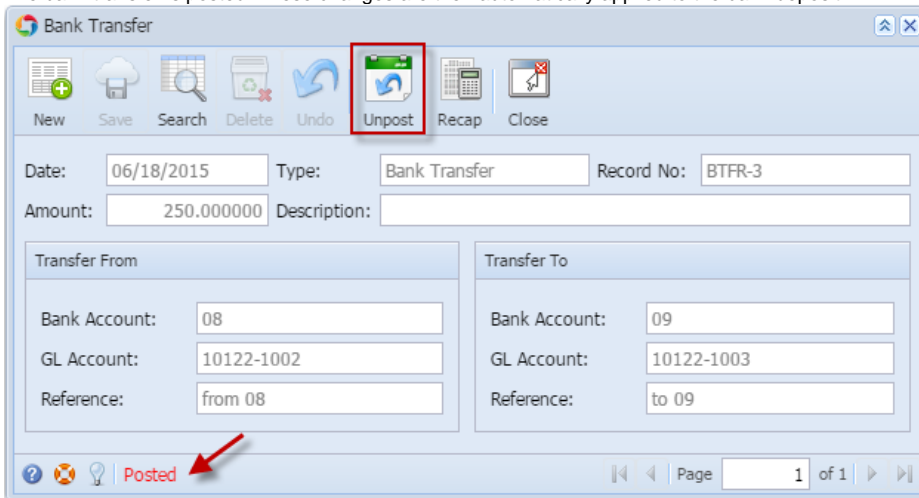 Bank Transfer
New Save Search Delete Undo Unpost Recap Close
Date: 06/18/2015 Type: Bank Transfer Record No: BTFR-3
Amount: 250.000000 Description:
Transfer From Transfer To
Bank Account: 08 Bank Account: 09
GL Account: 10122-1002 GL Account: 10122-1003
Reference: from 08 Reference: to 09
Posted Page 1 of 1